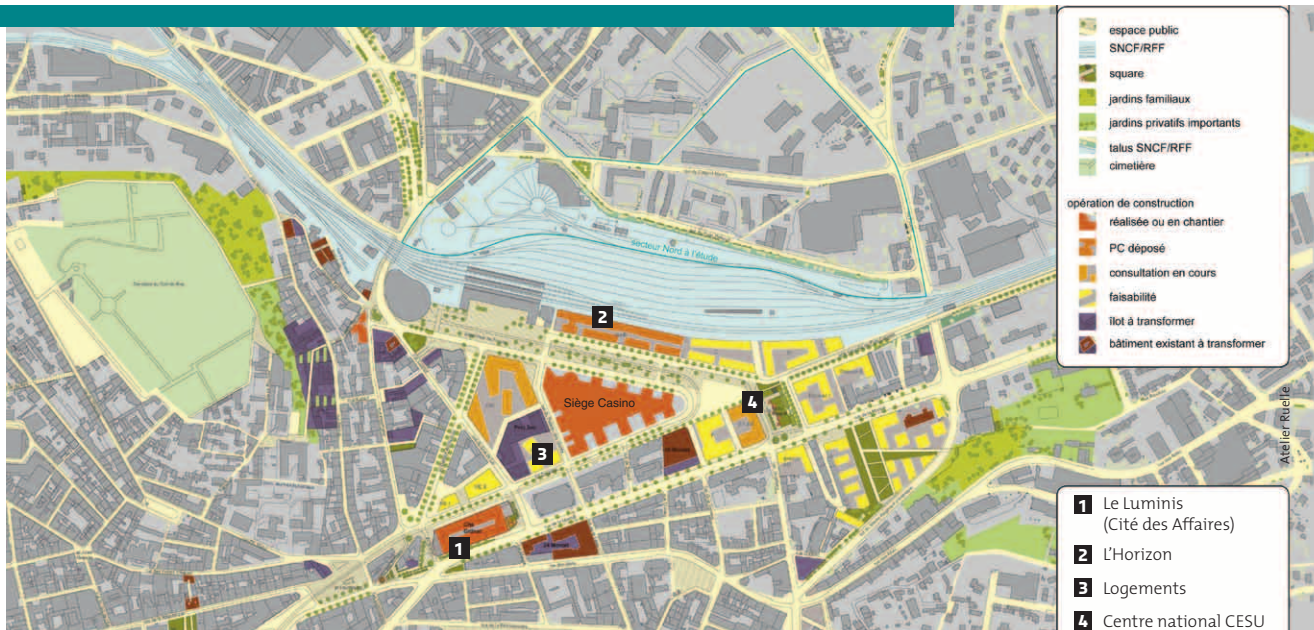 espace public
SNCF/RFF
square
jardins familiaux
jardins privatifs importants
talus SNCF/RFF
cimetière
opération de construction
réalisée ou en chantier
PC déposé
consultation en cours
faisabilité
îlot à transformer
bâtiment existant à transformer
secteur Nord à l'étude
2
4
Siège Casino
3
1
Atelier Ruelle
1 Le Luminis
(Cité des Affaires)
2 L'Horizon
3 Logements
4 Centre national CESU